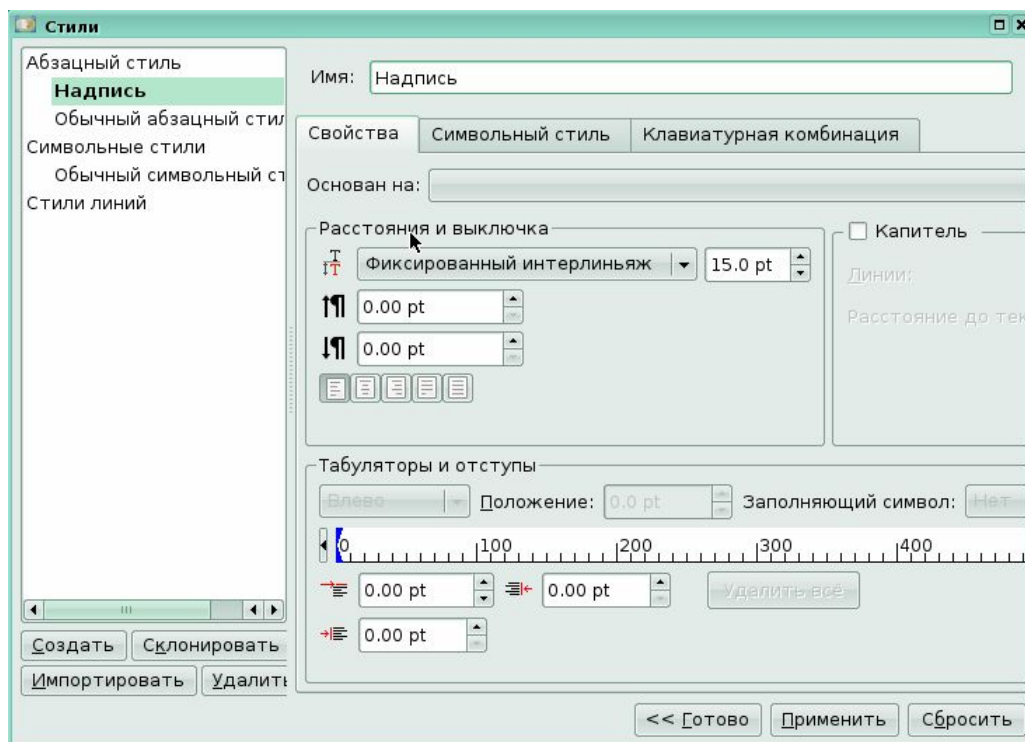 Стили
Абзацный стиль
Надпись
Обычный абзацный стил
Символьные стили
Обычный символьный ст
Стили линий
Создать Склонировать
Импортировать Удалить
Имя: Надпись
Свойства Символьный стиль Клавиатурная комбинация
Основан на:
Расстояния и выключка
Фиксированный интерлиньяж 15.0 pt
0.00 pt
0.00 pt
Капитель
Линии:
Расстояние до тек
Табуляторы и отступы
Влево Положение: 0.0 pt Заполняющий символ: Нет
0 100 200 300 400
0.00 pt 0.00 pt Удалить всё
0.00 pt
<< Готово Применить Сбросить